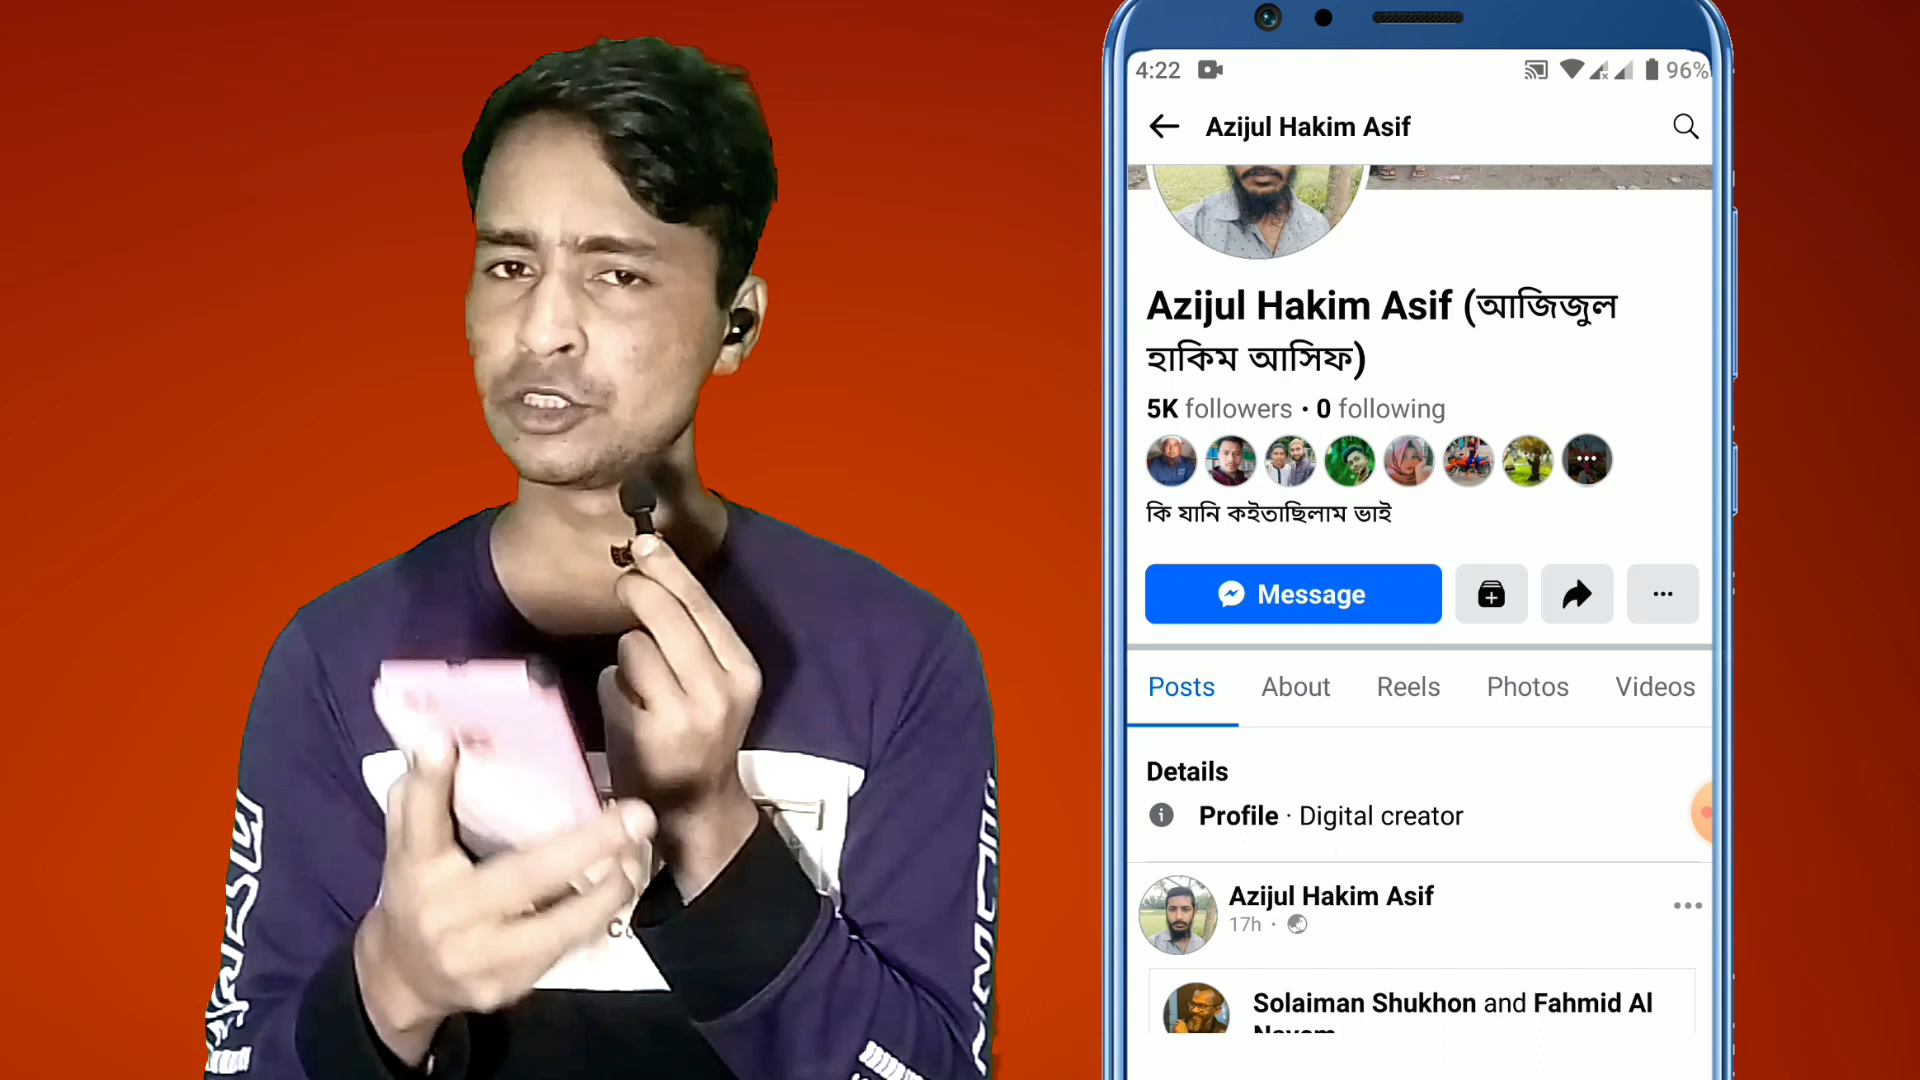 4:22
96%
Azijul Hakim Asif
Azijul Hakim Asif (আজিজুল
হাকিম আসিফ)
5K followers • 0 following
কি যানি কইতাছিলাম ভাই
Message
Posts About Reels Photos Videos
Details
Profile · Digital creator
Azijul Hakim Asif
17h ·
Solaiman Shukhon and Fahmid Al